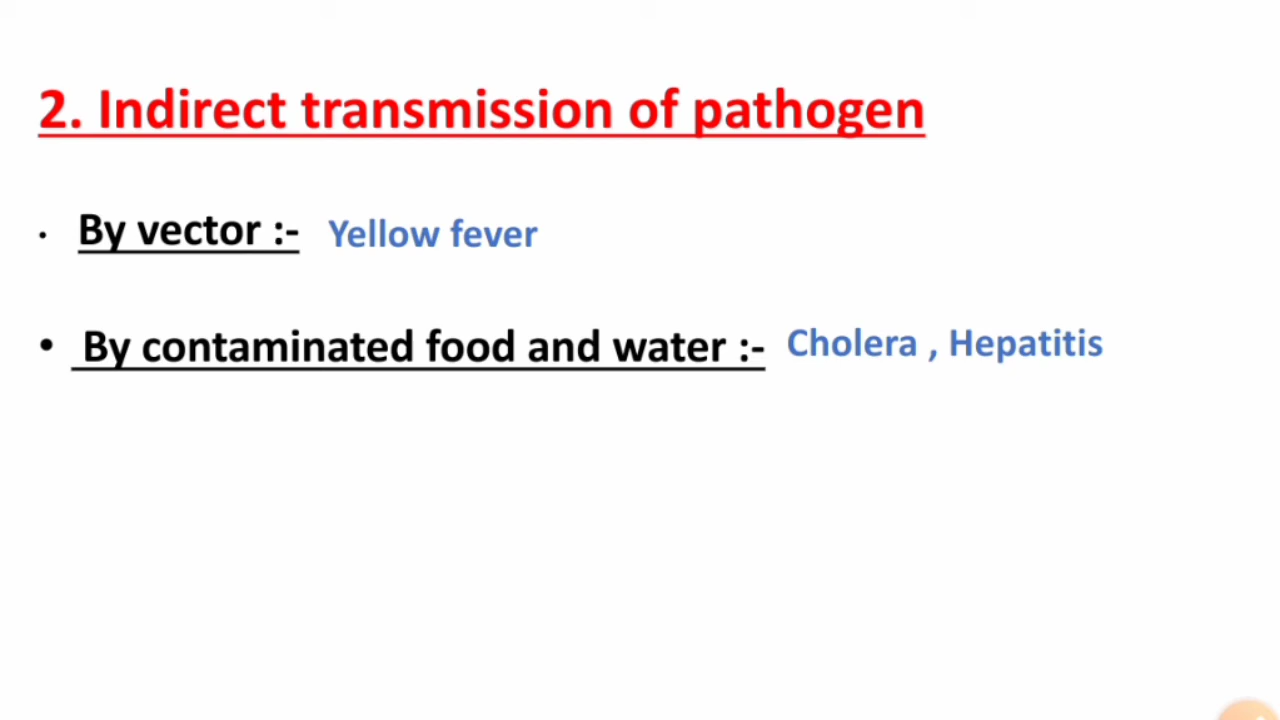 2. Indirect transmission of pathogen
• By vector :- Yellow fever
• By contaminated food and water :- Cholera , Hepatitis